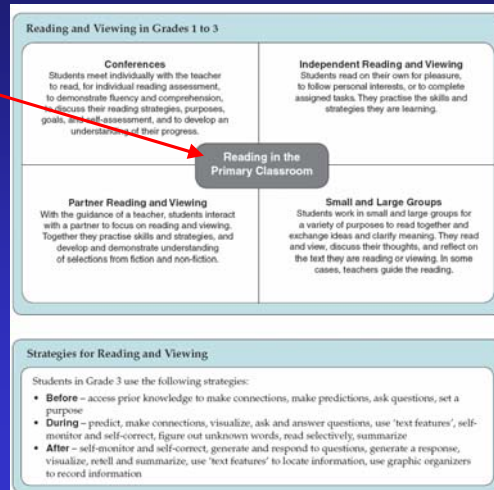 Reading and Viewing in Grades 1 to 3
Conferences
Students meet individually with the teacher
to read, for individual reading assessment,
to demonstrate fluency and comprehension,
to discuss their reading strategies, purposes,
goals, and self-assessment, and to develop an
understanding of their progress.
Independent Reading and Viewing
Students read on their own for pleasure,
to follow personal interests, or to complete
assigned tasks. They practise the skills and
strategies they are learning.
Reading in the
Primary Classroom
Partner Reading and Viewing
With the guidance of a teacher, students interact
with a partner to focus on reading and viewing.
Together they practise skills and strategies, and
develop and demonstrate understanding
of selections from fiction and non-fiction.
Small and Large Groups
Students work in small and large groups for
a variety of purposes to read together and
exchange ideas and clarify meaning. They read
and view, discuss their thoughts, and reflect on
the text they are reading or viewing. In some
cases, teachers guide the reading.
Strategies for Reading and Viewing
Students in Grade 3 use the following strategies:
• Before – access prior knowledge to make connections, make predictions, ask questions, set a
purpose
• During – predict, make connections, visualize, ask and answer questions, use 'text features', self-
monitor and self-correct, figure out unknown words, read selectively, summarize
• After – self-monitor and self-correct, generate and respond to questions, generate a response,
visualize, retell and summarize, use 'text features' to locate information, use graphic organizers
to record information